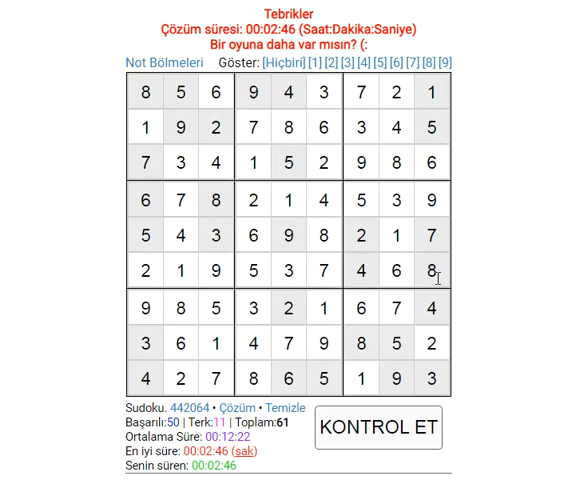 Tebrikler
Çözüm süresi: 00:02:46 (Saat:Dakika:Saniye)
Bir oyuna daha var mısın? (:
Not Bölmeleri Göster: [Hiçbiri] [1] [2] [3] [4] [5] [6] [7] [8] [9]
8 5 6 9 4 3 7 2 1
1 9 2 7 8 6 3 4 5
7 3 4 1 5 2 9 8 6
6 7 8 2 1 4 5 3 9
5 4 3 6 9 8 2 1 7
2 1 9 5 3 7 4 6 8
9 8 5 3 2 1 6 7 4
3 6 1 4 7 9 8 5 2
4 2 7 8 6 5 1 9 3
Sudoku. 442064 • Çözüm • Temizle
Başarılı:50 | Terk:11 | Toplam:61
Ortalama Süre: 00:12:22
En iyi süre: 00:02:46 (sak)
Senin süren: 00:02:46
KONTROL ET